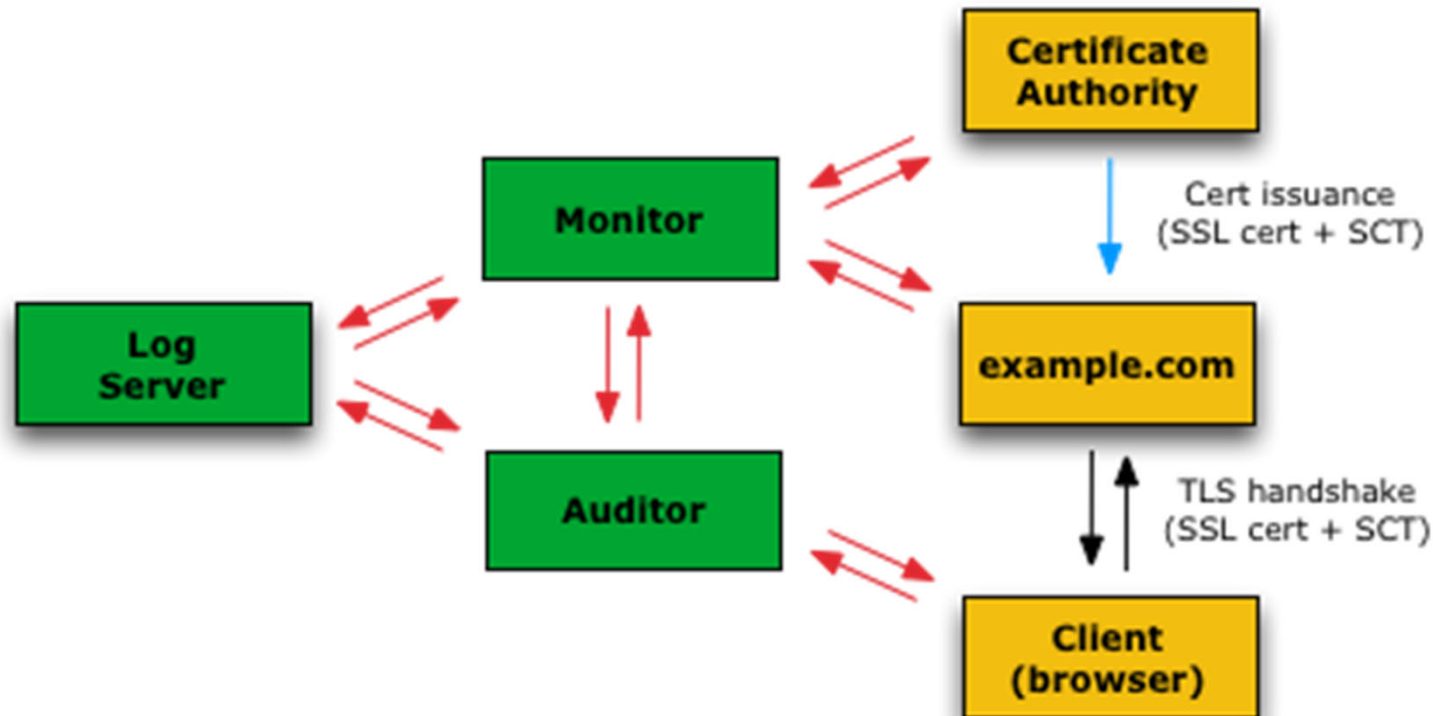 Certificate
Authority
Monitor
Cert issuance
(SSL cert + SCT)
Log
Server
example.com
Auditor
TLS handshake
(SSL cert + SCT)
Client
(browser)